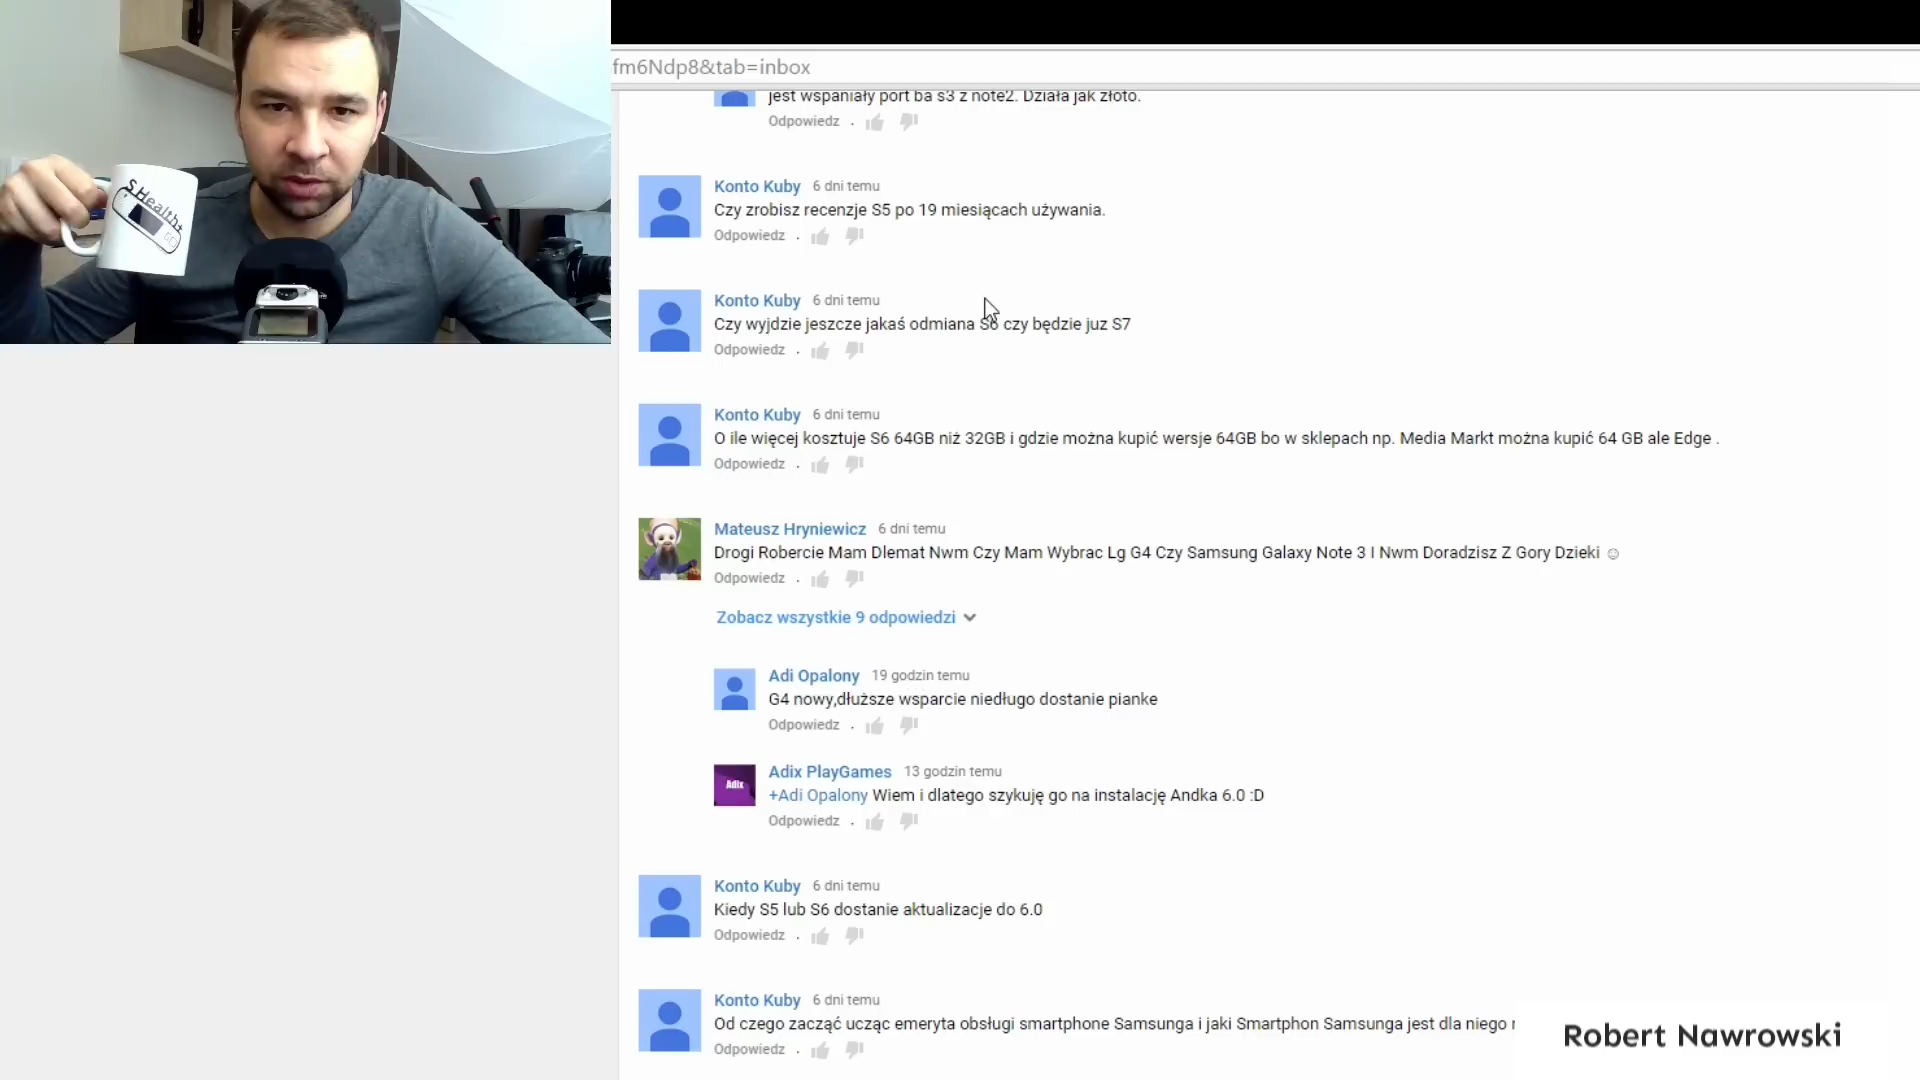 fm6Ndp8&tab=inbox
jest wspaniały port ba s3 z note2. Działa jak złoto.
Odpowiedz .
Konto Kuby 6 dni temu
Czy zrobisz recenzje S5 po 19 miesiącach używania.
Odpowiedz .
Konto Kuby 6 dni temu
Czy wyjdzie jeszcze jakaś odmiana S6 czy będzie juz S7
Odpowiedz .
Konto Kuby 6 dni temu
O ile więcej kosztuje S6 64GB niż 32GB i gdzie można kupić wersje 64GB bo w sklepach np. Media Markt można kupić 64 GB ale Edge .
Odpowiedz .
Mateusz Hryniewicz 6 dni temu
Drogi Robercie Mam Dlemat Nwm Czy Mam Wybrac Lg G4 Czy Samsung Galaxy Note 3 I Nwm Doradzisz Z Gory Dzieki ☺
Odpowiedz .
Zobacz wszystkie 9 odpowiedzi
Adi Opalony 19 godzin temu
G4 nowy,dłuższe wsparcie niedługo dostanie pianke
Odpowiedz .
Adix
Adix PlayGames 13 godzin temu
+Adi Opalony Wiem i dlatego szykuję go na instalację Andka 6.0 :D
Odpowiedz .
Konto Kuby 6 dni temu
Kiedy S5 lub S6 dostanie aktualizacje do 6.0
Odpowiedz .
Konto Kuby 6 dni temu
Od czego zacząć ucząc emeryta obsługi smartphone Samsunga i jaki Smartphon Samsunga jest dla niego
Odpowiedz .
Robert Nawrowski
S Health